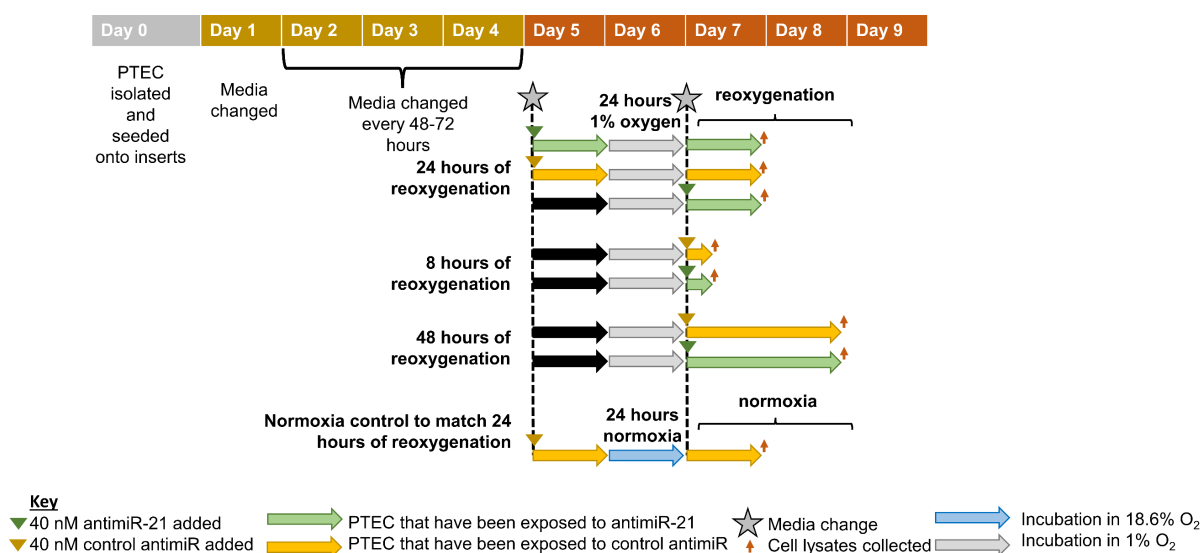 Day 0 Day 1 Day 2 Day 3 Day 4 Day 5 Day 6 Day 7 Day 8 Day 9
PTEC
isolated
and
seeded
onto inserts
Media
changed
Media changed
every 48-72
hours
24 hours
1% oxygen
reoxygenation
24 hours of
reoxygenation
8 hours of
reoxygenation
48 hours of
reoxygenation
Normoxia control to match 24
hours of reoxygenation
24 hours
normoxia
normoxia
Key
40 nM antimiR-21 added
40 nM control antimiR added
PTEC that have been exposed to antimiR-21
PTEC that have been exposed to control antimiR
Media change
Cell lysates collected
Incubation in 18.6% O₂
Incubation in 1% O₂